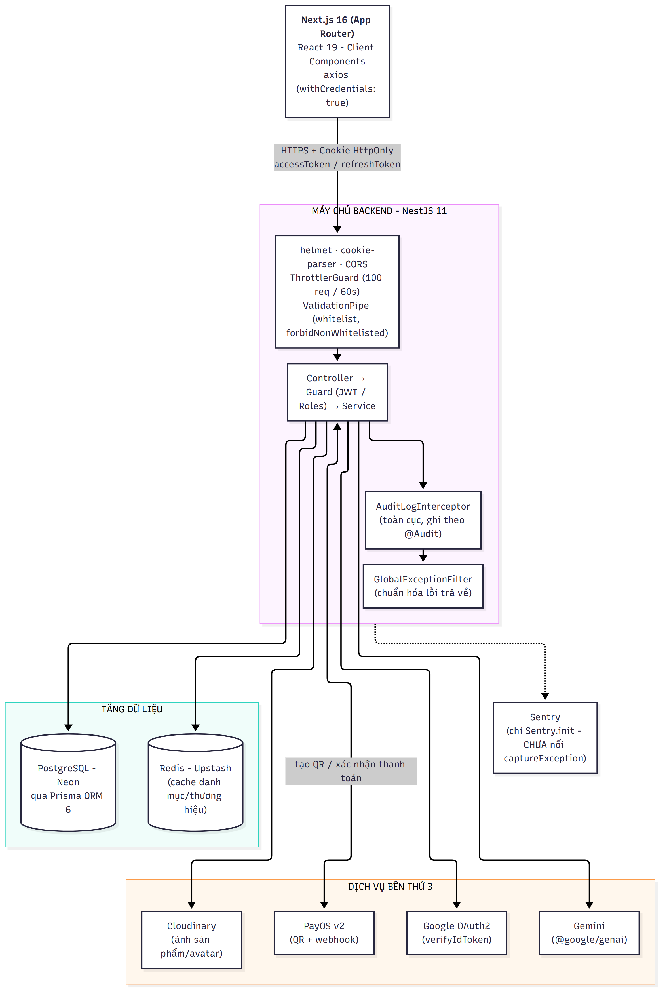 Next.js 16 (App
Router)
React 19 - Client
Components
axios
(withCredentials:
true)
HTTPS + Cookie HttpOnly
accessToken / refreshToken
MÁY CHỦ BACKEND - NestJS 11
helmet · cookie-
parser · CORS
ThrottlerGuard (100
req / 60s)
ValidationPipe
(whitelist,
forbidNonWhitelisted)
Controller →
Guard (JWT /
Roles) → Service
AuditLogInterceptor
(toàn cục, ghi theo
@Audit)
GlobalExceptionFilter
(chuẩn hóa lỗi trả về)
TẦNG DỮ LIỆU
PostgreSQL -
Neon
qua Prisma ORM
6
Redis - Upstash
(cache danh
mục/thương
hiệu)
tạo QR / xác nhận thanh
toán
Sentry
(chỉ Sentry.init -
CHƯA nối
captureException)
DỊCH VỤ BÊN THỨ 3
Cloudinary
(ảnh sản
phẩm/avatar)
PayOS v2
(QR + webhook)
Google OAuth2
(verifyIdToken)
Gemini
(@google/genai)